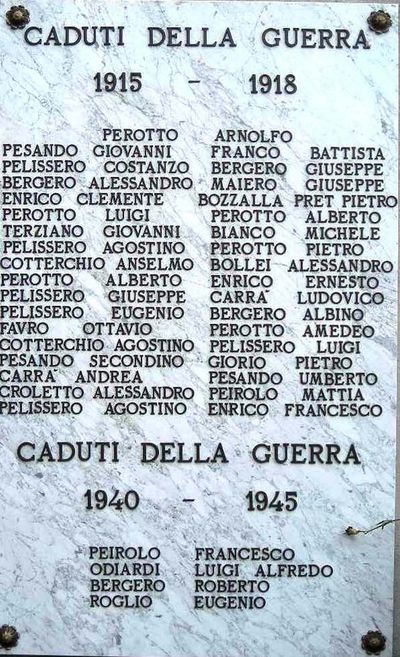 CADUTI DELLA GUERRA
1915 - 1918
PEROTTO ARNOLFO
PESANDO GIOVANNI FRANCO BATTISTA
PELISSERO COSTANZO BERGERO GIUSEPPE
BERGERO ALESSANDRO MAIERO GIUSEPPE
ENRICO CLEMENTE BOZZALLA PRET PIETRO
PEROTTO LUIGI PEROTTO ALBERTO
TERZIANO GIOVANNI BIANCO MICHELE
PELISSERO AGOSTINO PEROTTO PIETRO
COTTERCHIO ANSELMO BOLLEI ALESSANDRO
PEROTTO ALBERTO ENRICO ERNESTO
PELISSERO GIUSEPPE CARRA' LUDOVICO
PELISSERO EUGENIO BERGERO ALBINO
FAVRO OTTAVIO PEROTTO AMEDEO
COTTERCHIO AGOSTINO PELISSERO LUIGI
PESANDO SECONDINO GIORIO PIETRO
CARRA' ANDREA PESANDO UMBERTO
CROLETTO ALESSANDRO PEIROLO MATTIA
PELISSERO AGOSTINO ENRICO FRANCESCO
CADUTI DELLA GUERRA
1940 - 1945
PEIROLO FRANCESCO
ODIARDI LUIGI ALFREDO
BERGERO ROBERTO
ROGLIO EUGENIO